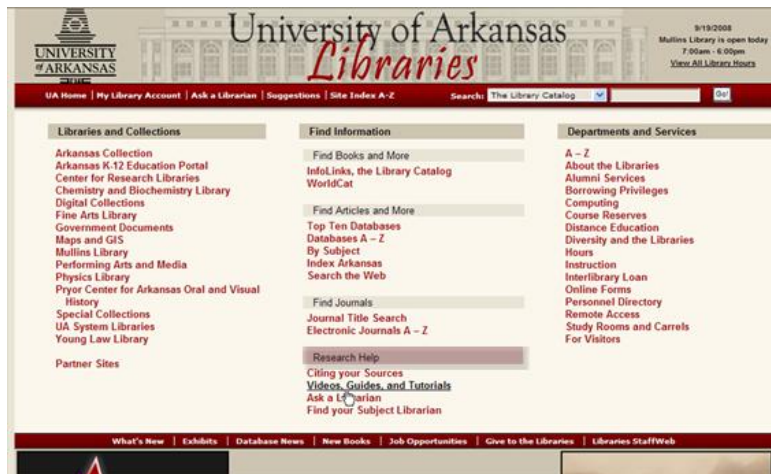 UNIVERSITY
OF ARKANSAS
University of Arkansas
Libraries
9/19/2008
Mullins Library is open today
7:00am - 6:00pm
View All Library Hours
UA Home | My Library Account | Ask a Librarian | Suggestions | Site Index A-Z
Search: The Library Catalog Go!
Libraries and Collections
Arkansas Collection
Arkansas K-12 Education Portal
Center for Research Libraries
Chemistry and Biochemistry Library
Digital Collections
Fine Arts Library
Government Documents
Maps and GIS
Mullins Library
Performing Arts and Media
Physics Library
Pryor Center for Arkansas Oral and Visual
History
Special Collections
UA System Libraries
Young Law Library
Partner Sites
Find Information
Find Books and More
InfoLinks, the Library Catalog
WorldCat
Find Articles and More
Top Ten Databases
Databases A – Z
By Subject
Index Arkansas
Search the Web
Find Journals
Journal Title Search
Electronic Journals A – Z
Research Help
Citing your Sources
Videos, Guides, and Tutorials
Ask a Librarian
Find your Subject Librarian
Departments and Services
A – Z
About the Libraries
Alumni Services
Borrowing Privileges
Computing
Course Reserves
Distance Education
Diversity and the Libraries
Hours
Instruction
Interlibrary Loan
Online Forms
Personnel Directory
Remote Access
Study Rooms and Carrels
For Visitors
What's New | Exhibits | Database News | New Books | Job Opportunities | Give to the Libraries | Libraries StaffWeb